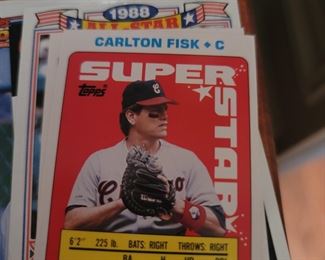 1988
ALL-STAR
CARLTON FISK ◆ C
SUPER
STAR
Topps
C
6'2" 225 lb. BATS: RIGHT THROWS: RIGHT